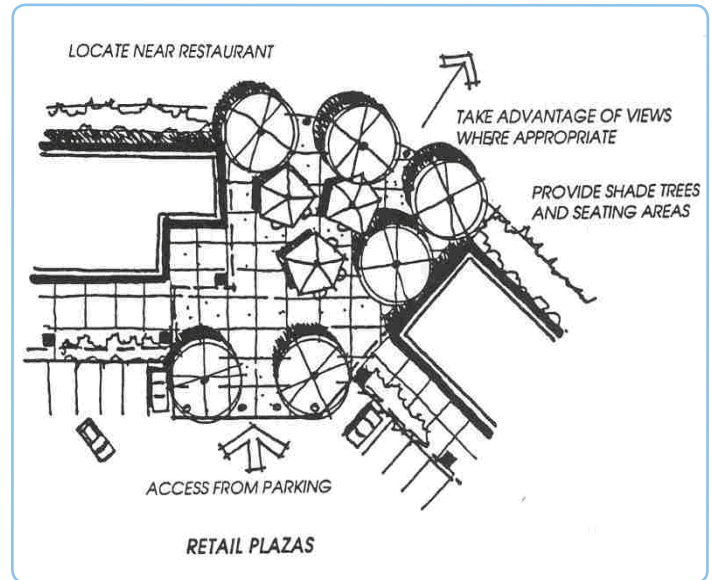 LOCATE NEAR RESTAURANT
TAKE ADVANTAGE OF VIEWS
WHERE APPROPRIATE
PROVIDE SHADE TREES
AND SEATING AREAS
ACCESS FROM PARKING
RETAIL PLAZAS